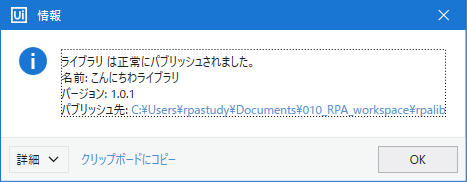 Ui 情報
ライブラリ は正常にパブリッシュされました。
名前: こんにちわライブラリ
バージョン: 1.0.1
パブリッシュ先: C:¥Users¥rpastudy¥Documents¥010_RPA_workspace¥rpalib
詳細 クリップボードにコピー OK